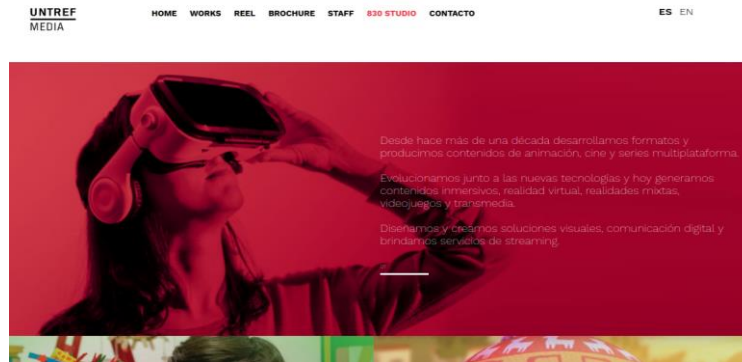 UNTREF
MEDIA
HOME WORKS REEL BROCHURE STAFF 830 STUDIO CONTACTO
ES EN
Desde hace más de una década desarrollamos formatos y
producimos contenidos de animación, cine y series multiplataforma.
Evolucionamos junto a las nuevas tecnologías y hoy generamos
contenidos inmersivos, realidad virtual, realidades mixtas,
videojuegos y transmedia.
Diseñamos y creamos soluciones visuales, comunicación digital y
brindamos servicios de streaming.